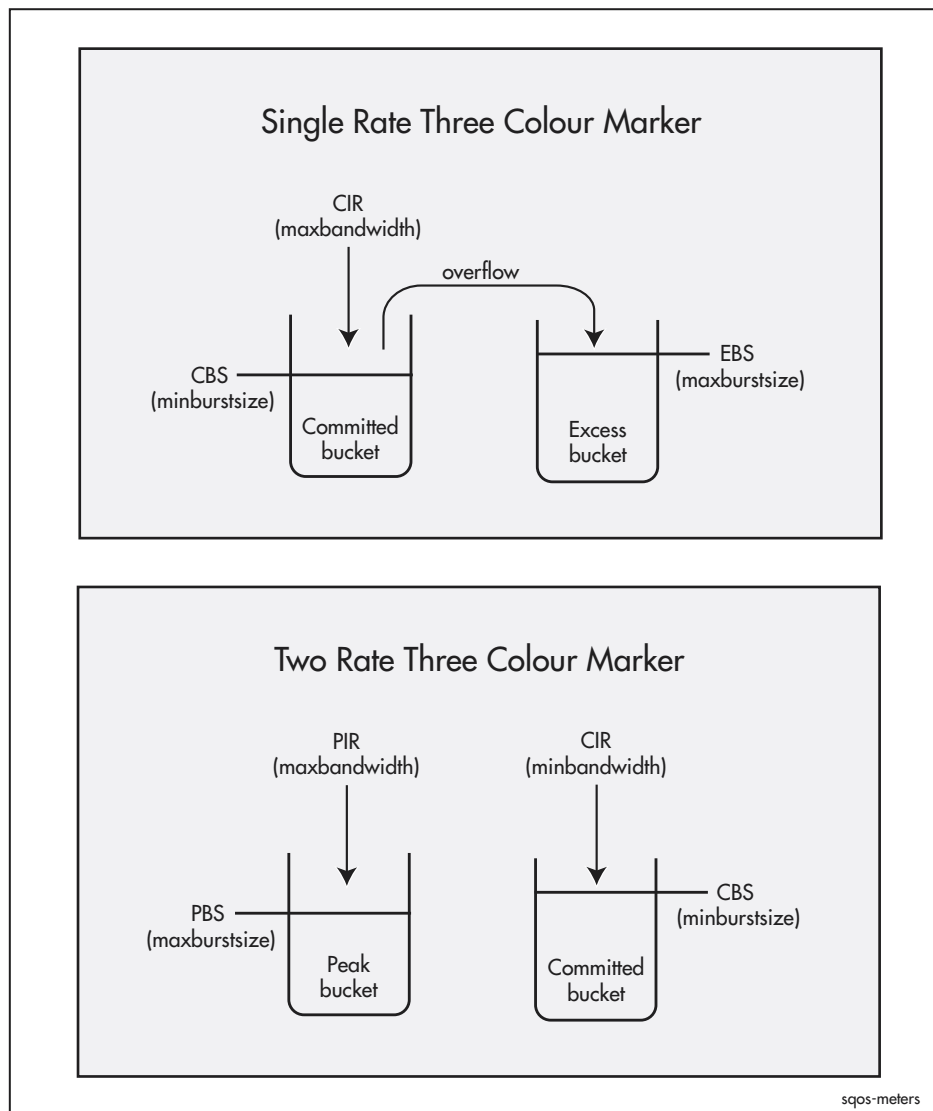 Single Rate Three Colour Marker
CIR
(maxbandwidth)
overflow
CBS
(minburstsize)
EBS
(maxburstsize)
Committed
bucket
Excess
bucket
Two Rate Three Colour Marker
PIR
(maxbandwidth)
CIR
(minbandwidth)
PBS
(maxburstsize)
CBS
(minburstsize)
Peak
bucket
Committed
bucket
sqos-meters